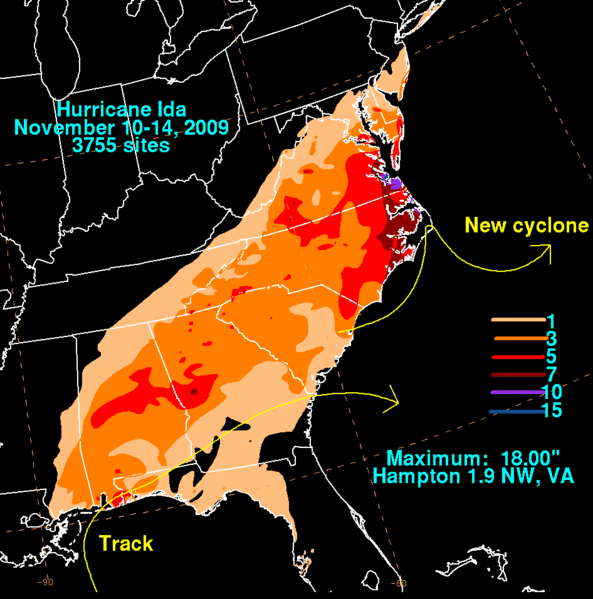 Hurricane Ida
November 10-14, 2009
3755 sites
New cyclone
1
3
5
7
10
15
Maximum: 18.00"
Hampton 1.9 NW, VA
Track
-90
-80